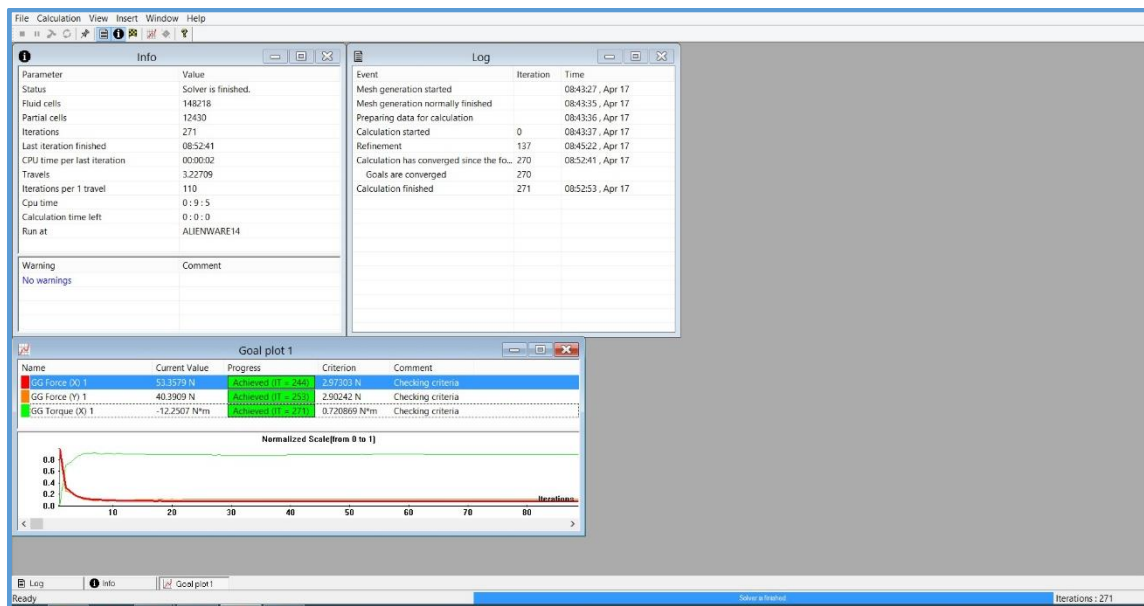 File Calculation View Insert Window Help
Info
Parameter Value
Status Solver is finished.
Fluid cells 148218
Partial cells 12430
Iterations 271
Last iteration finished 08:52:41
CPU time per last iteration 00:00:02
Travels 3.22709
Iterations per 1 travel 110
Cpu time 0 : 9 : 5
Calculation time left 0 : 0 : 0
Run at ALIENWARE14
Warning Comment
No warnings
Log
Event Iteration Time
Mesh generation started 08:43:27 , Apr 17
Mesh generation normally finished 08:43:35 , Apr 17
Preparing data for calculation 08:43:36 , Apr 17
Calculation started 0 08:43:37 , Apr 17
Refinement 137 08:45:22 , Apr 17
Calculation has converged since the fo... 270 08:52:41 , Apr 17
Goals are converged 270
Calculation finished 271 08:52:53 , Apr 17
Goal plot 1
Name Current Value Progress Criterion Comment
GG Force (X) 1 53.3579 N Achieved (IT = 244) 2.97303 N Checking criteria
GG Force (Y) 1 40.3909 N Achieved (IT = 253) 2.90242 N Checking criteria
GG Torque (X) 1 -12.2507 N*m Achieved (IT = 271) 0.720869 N*m Checking criteria
Normalized Scale(from 0 to 1)
0.8
0.6
0.4
0.2
0.0
Iterations
10 20 30 40 50 60 70 80
Log Info Goal plot 1
Ready Solver is finished. Iterations : 271